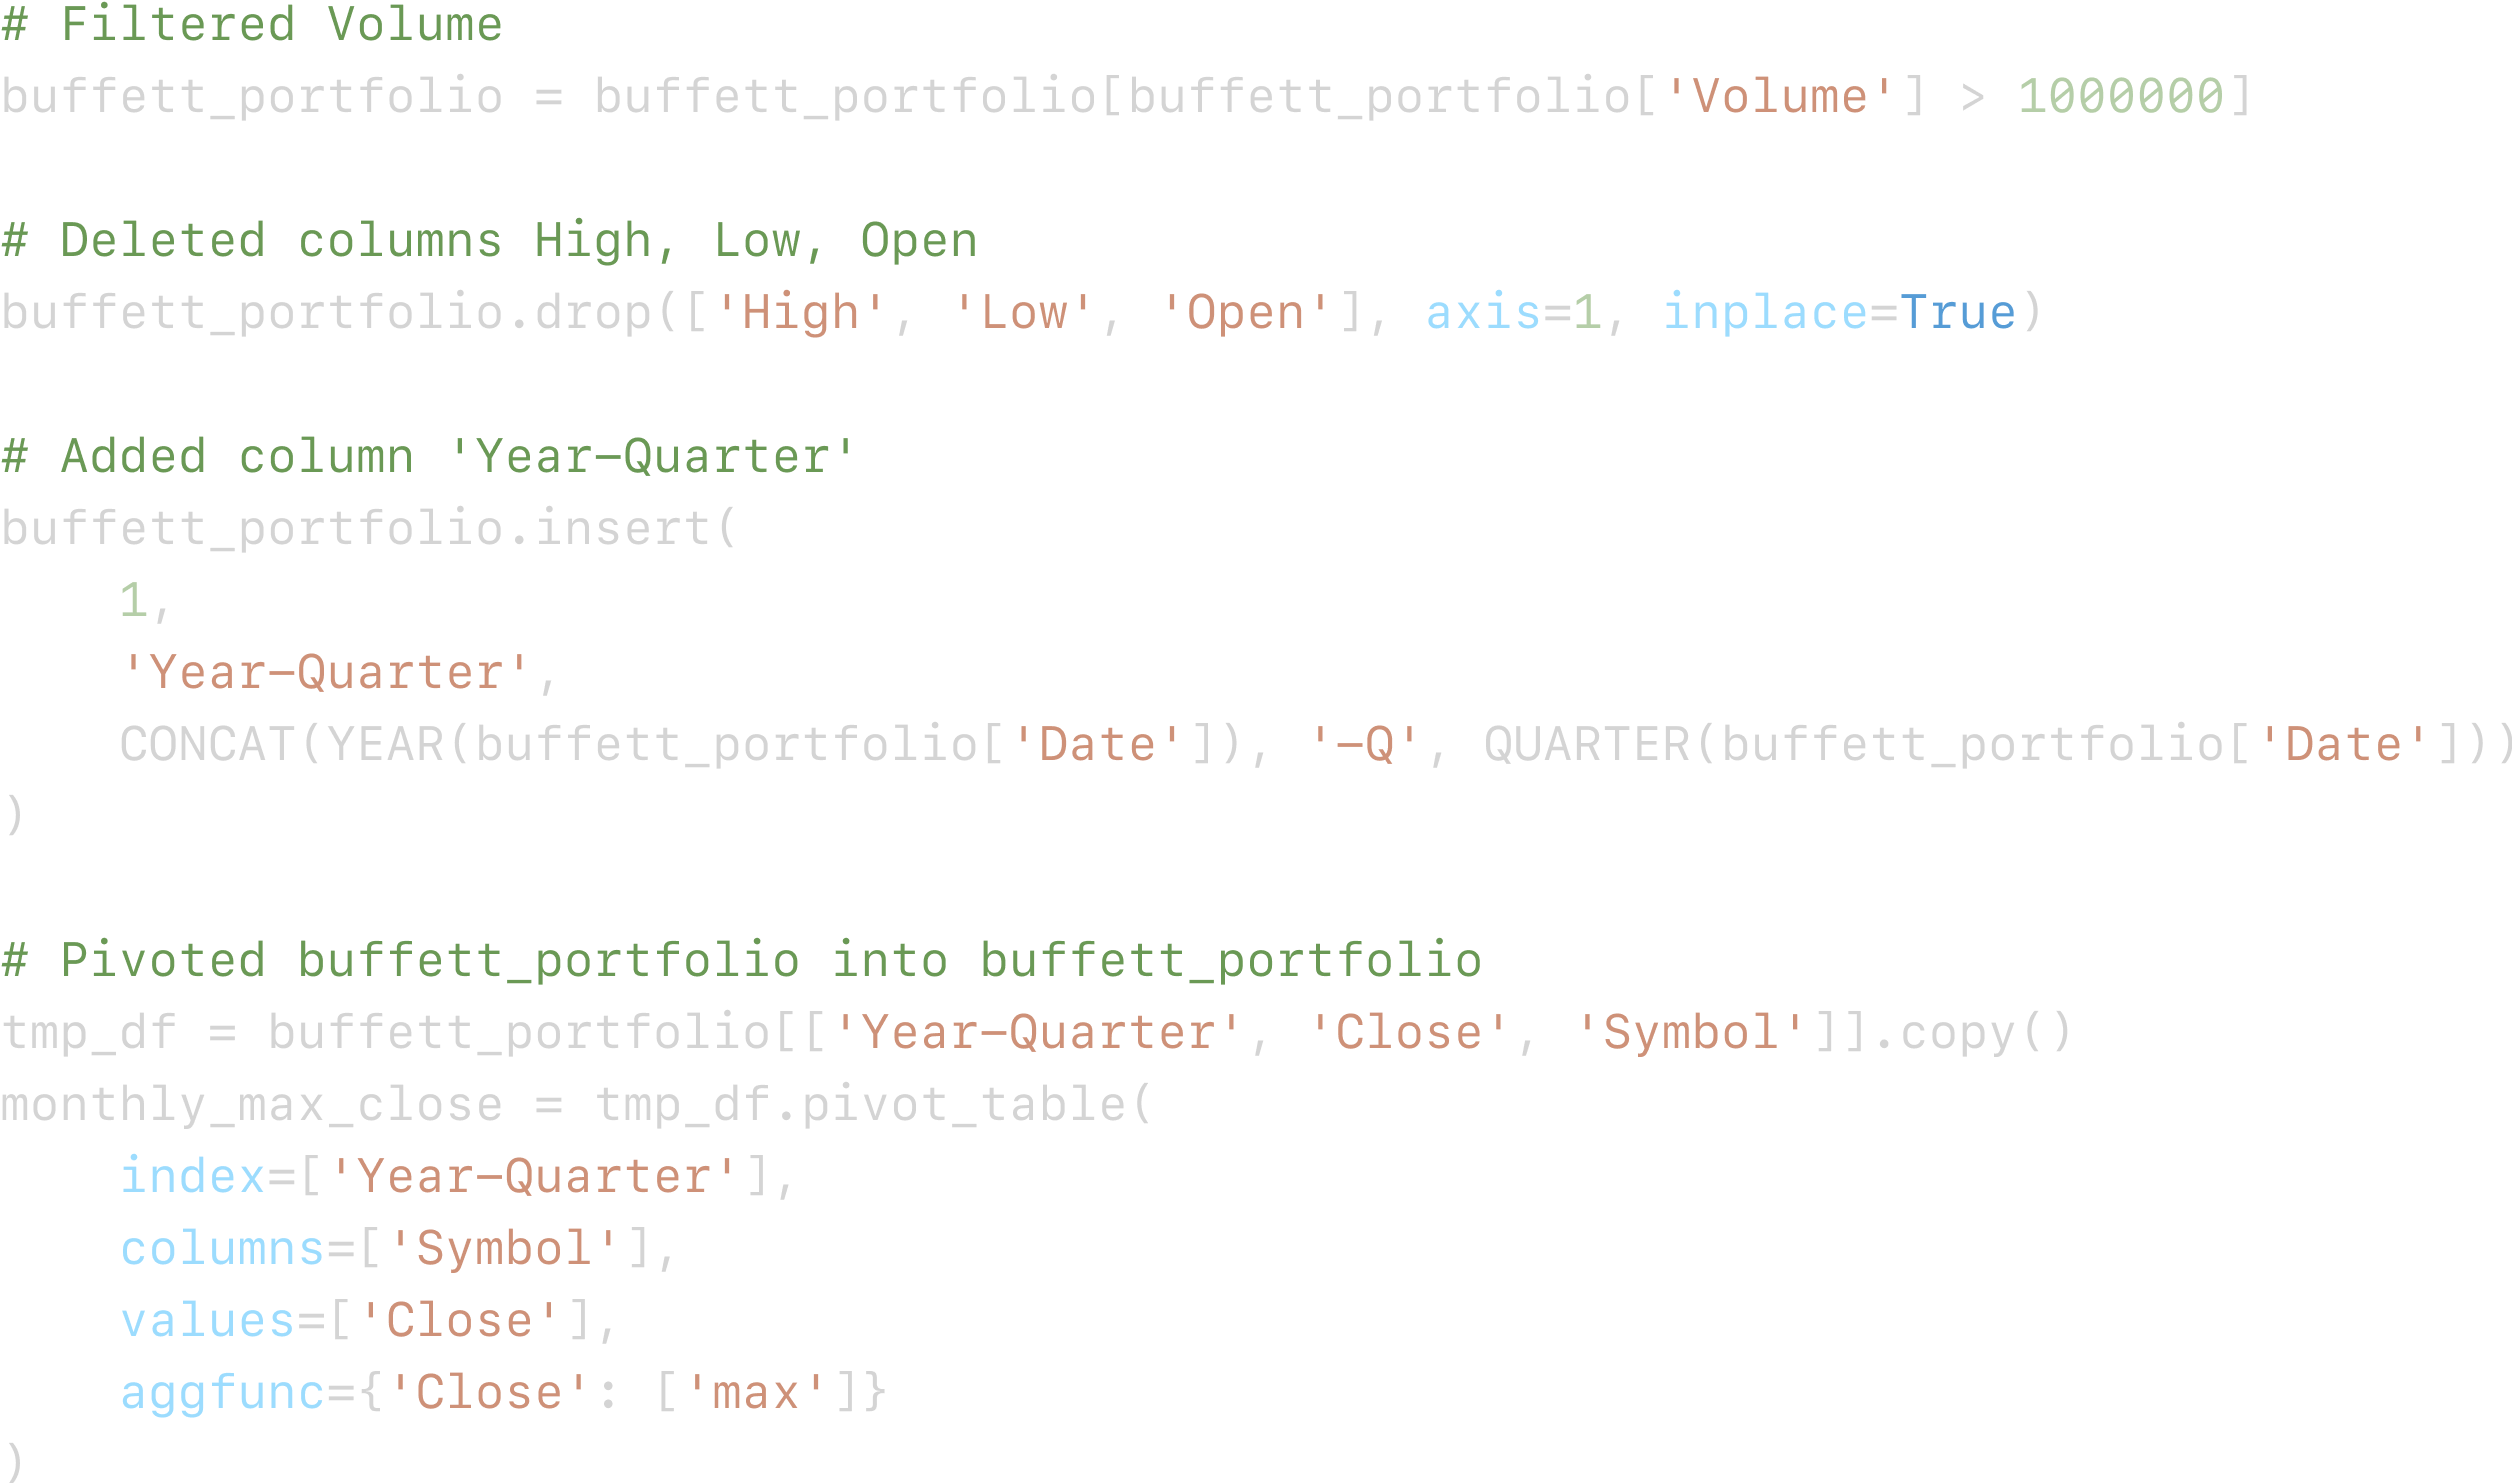 # Filtered Volume
buffett_portfolio = buffett_portfolio[buffett_portfolio['Volume'] > 1000000]
# Deleted columns High, Low, Open
buffett_portfolio.drop(['High', 'Low', 'Open'], axis=1, inplace=True)
# Added column 'Year-Quarter'
buffett_portfolio.insert(
    1,
    'Year-Quarter',
    CONCAT(YEAR(buffett_portfolio['Date']), '-Q', QUARTER(buffett_portfolio['Date']))
)
# Pivoted buffett_portfolio into buffett_portfolio
tmp_df = buffett_portfolio[['Year-Quarter', 'Close', 'Symbol']].copy()
monthly_max_close = tmp_df.pivot_table(
    index=['Year-Quarter'],
    columns=['Symbol'],
    values=['Close'],
    aggfunc={'Close': ['max']}
)